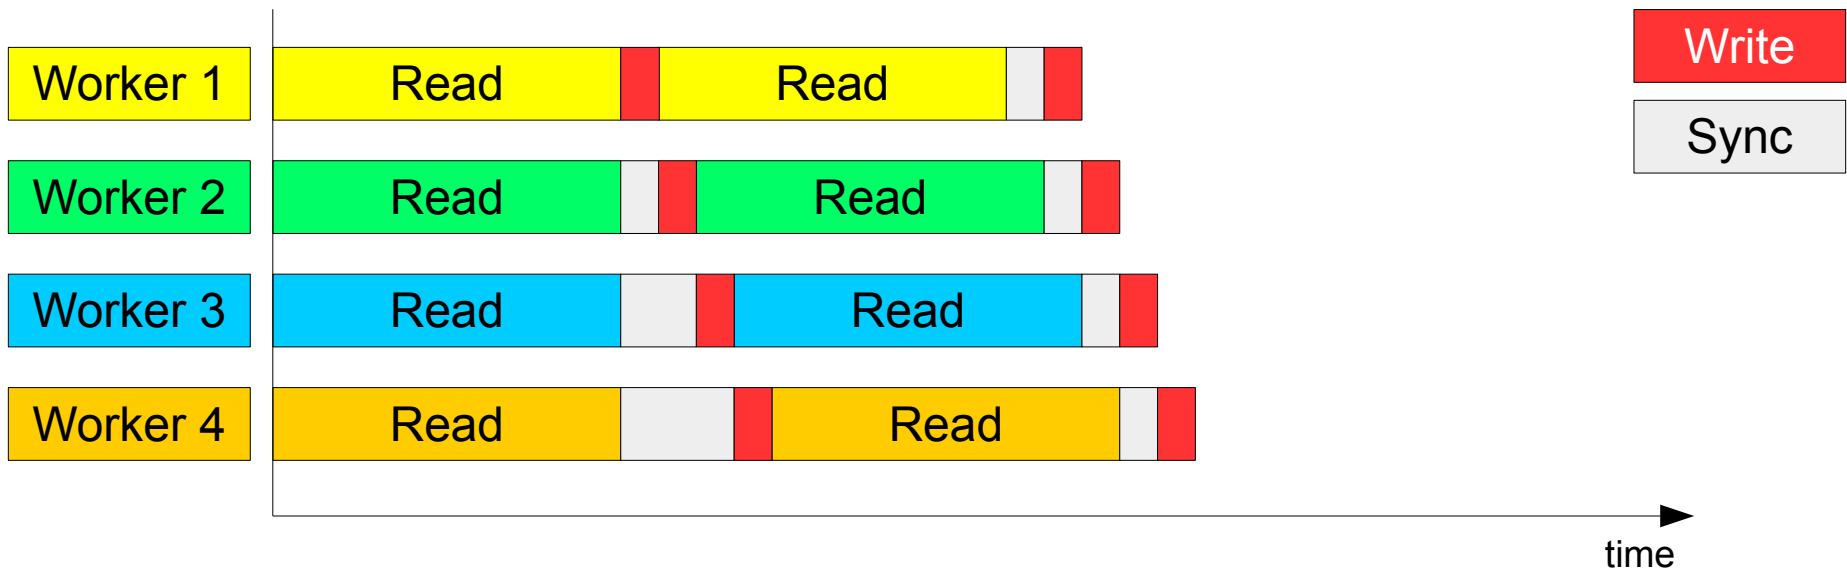 Write
Worker 1 Read Read
Sync
Worker 2 Read Read
Worker 3 Read Read
Worker 4 Read Read
time